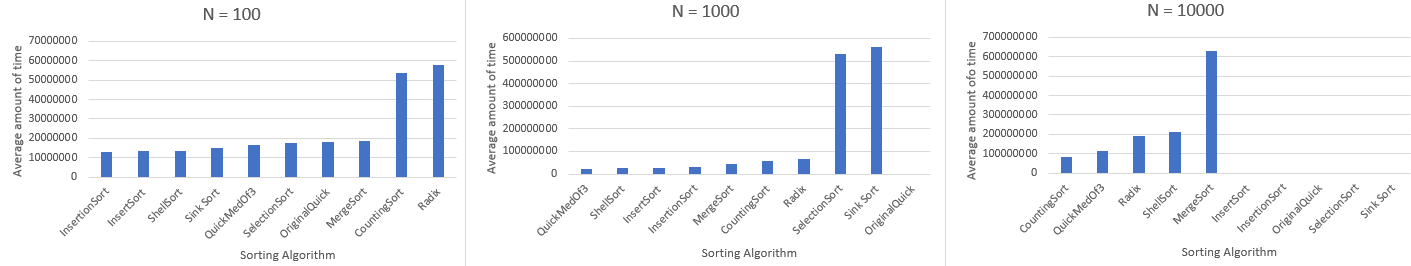 N = 100
Average amount of time
70000000
60000000
50000000
40000000
30000000
20000000
10000000
0
InsertionSort
InsertSort
ShellSort
Sink Sort
QuickMedOf3
SelectionSort
OriginalQuick
MergeSort
CountingSort
Radix
Sorting Algorithm
N = 1000
Average amount of time
600000000
500000000
400000000
300000000
200000000
100000000
0
QuickMedOf3
ShellSort
InsertSort
InsertionSort
MergeSort
CountingSort
Radix
SelectionSort
Sink Sort
OriginalQuick
Sorting Algorithm
N = 10000
Average amount ofo time
700000000
600000000
500000000
400000000
300000000
200000000
100000000
0
CountingSort
QuickMedOf3
Radix
ShellSort
MergeSort
InsertSort
InsertionSort
OriginalQuick
SelectionSort
Sink Sort
Sorting Algorithm